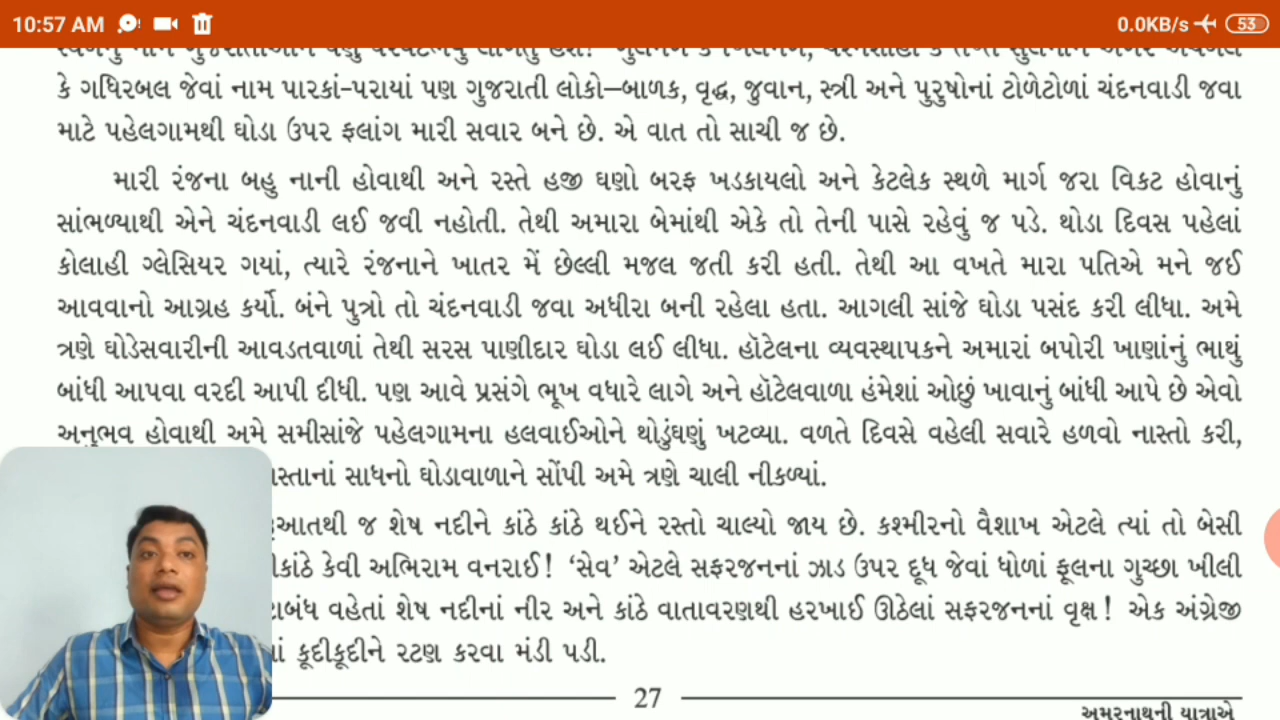 10:57 AM
0.0KB/s 53
કે ગધિરબલ જેવાં નામ પારકાં-પરાયાં પણ ગુજરાતી લોકો—બાળક, વૃદ્ધ, જુવાન, સ્ત્રી અને પુરુષોનાં ટોળેટોળાં ચંદનવાડી જવા
માટે પહેલગામથી ઘોડા ઉપર ફલાંગ મારી સવાર બને છે. એ વાત તો સાચી જ છે.
મારી રંજના બહુ નાની હોવાથી અને રસ્તે હજી ઘણો બરફ ખડકાયલો અને કેટલેક સ્થળે માર્ગ જરા વિકટ હોવાનું
સાંભળ્યાથી એને ચંદનવાડી લઈ જવી નહોતી. તેથી અમારા બેમાંથી એકે તો તેની પાસે રહેવું જ પડે. થોડા દિવસ પહેલાં
કોલાહી ગ્લેસિયર ગયાં, ત્યારે રંજનાને ખાતર મેં છેલ્લી મજલ જતી કરી હતી. તેથી આ વખતે મારા પતિએ મને જઈ
આવવાનો આગ્રહ કર્યો. બંને પુત્રો તો ચંદનવાડી જવા અધીરા બની રહેલા હતા. આગલી સાંજે ઘોડા પસંદ કરી લીધા. અમે
ત્રણે ઘોડેસવારીની આવડતવાળાં તેથી સરસ પાણીદાર ઘોડા લઈ લીધા. હૉટેલના વ્યવસ્થાપકને અમારાં બપોરી ખાણાંનું ભાથું
બાંધી આપવા વરદી આપી દીધી. પણ આવે પ્રસંગે ભૂખ વધારે લાગે અને હૉટેલવાળા હંમેશાં ઓછું ખાવાનું બાંધી આપે છે એવો
અનુભવ હોવાથી અમે સમીસાંજે પહેલગામના હલવાઈઓને થોડુંઘણું ખટવ્યા. વળતે દિવસે વહેલી સવારે હળવો નાસ્તો કરી,
સ્તાનાં સાધનો ઘોડાવાળાને સોંપી અમે ત્રણે ચાલી નીકળ્યાં.
આતથી જ શેષ નદીને કાંઠે કાંઠે થઈને રસ્તો ચાલ્યો જાય છે. કશ્મીરનો વૈશાખ એટલે ત્યાં તો બેસી
કાંઠે કેવી અભિરામ વનરાઈ! ‘સેવ’ એટલે સફરજનનાં ઝાડ ઉપર દૂધ જેવાં ધોળાં ફૂલના ગુચ્છા ખીલી
બંધ વહેતાં શેષ નદીનાં નીર અને કાંઠે વાતાવરણથી હરખાઈ ઊઠેલાં સફરજનનાં વૃક્ષ! એક અંગ્રેજી
કૂદીકૂદીને રટણ કરવા મંડી પડી.
27
અમરનાથની યાત્રાએ